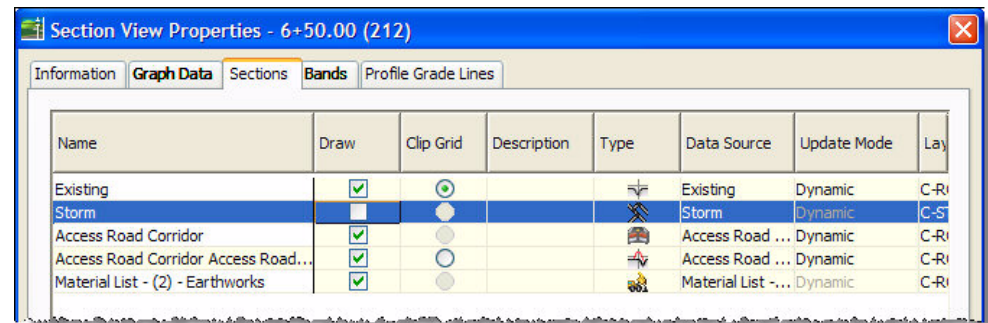 Section View Properties - 6+50.00 (212)
Information Graph Data Sections Bands Profile Grade Lines
Name Draw Clip Grid Description Type Data Source Update Mode Lay
Existing Existing Dynamic C-R
Storm Storm Dynamic C-S
Access Road Corridor Access Road ... Dynamic C-R
Access Road Corridor Access Road... Access Road ... Dynamic C-R
Material List - (2) - Earthworks Material List -... Dynamic C-R